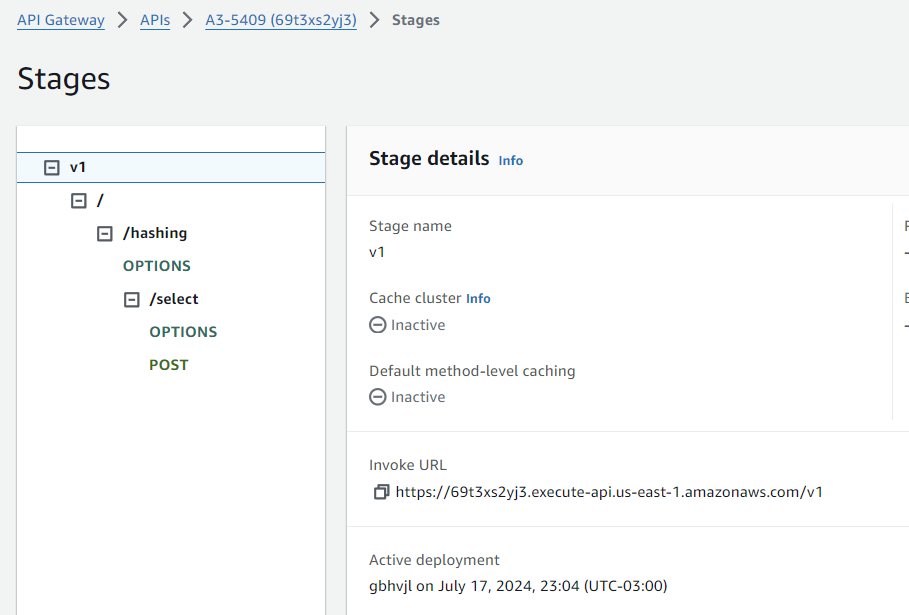 API Gateway > APIs > A3-5409 (69t3xs2yj3) > Stages
Stages
v1
/
/hashing
OPTIONS
/select
OPTIONS
POST
Stage details Info
Stage name
v1
Cache cluster Info
Inactive
Default method-level caching
Inactive
Invoke URL
https://69t3xs2yj3.execute-api.us-east-1.amazonaws.com/v1
Active deployment
gbhvjl on July 17, 2024, 23:04 (UTC-03:00)